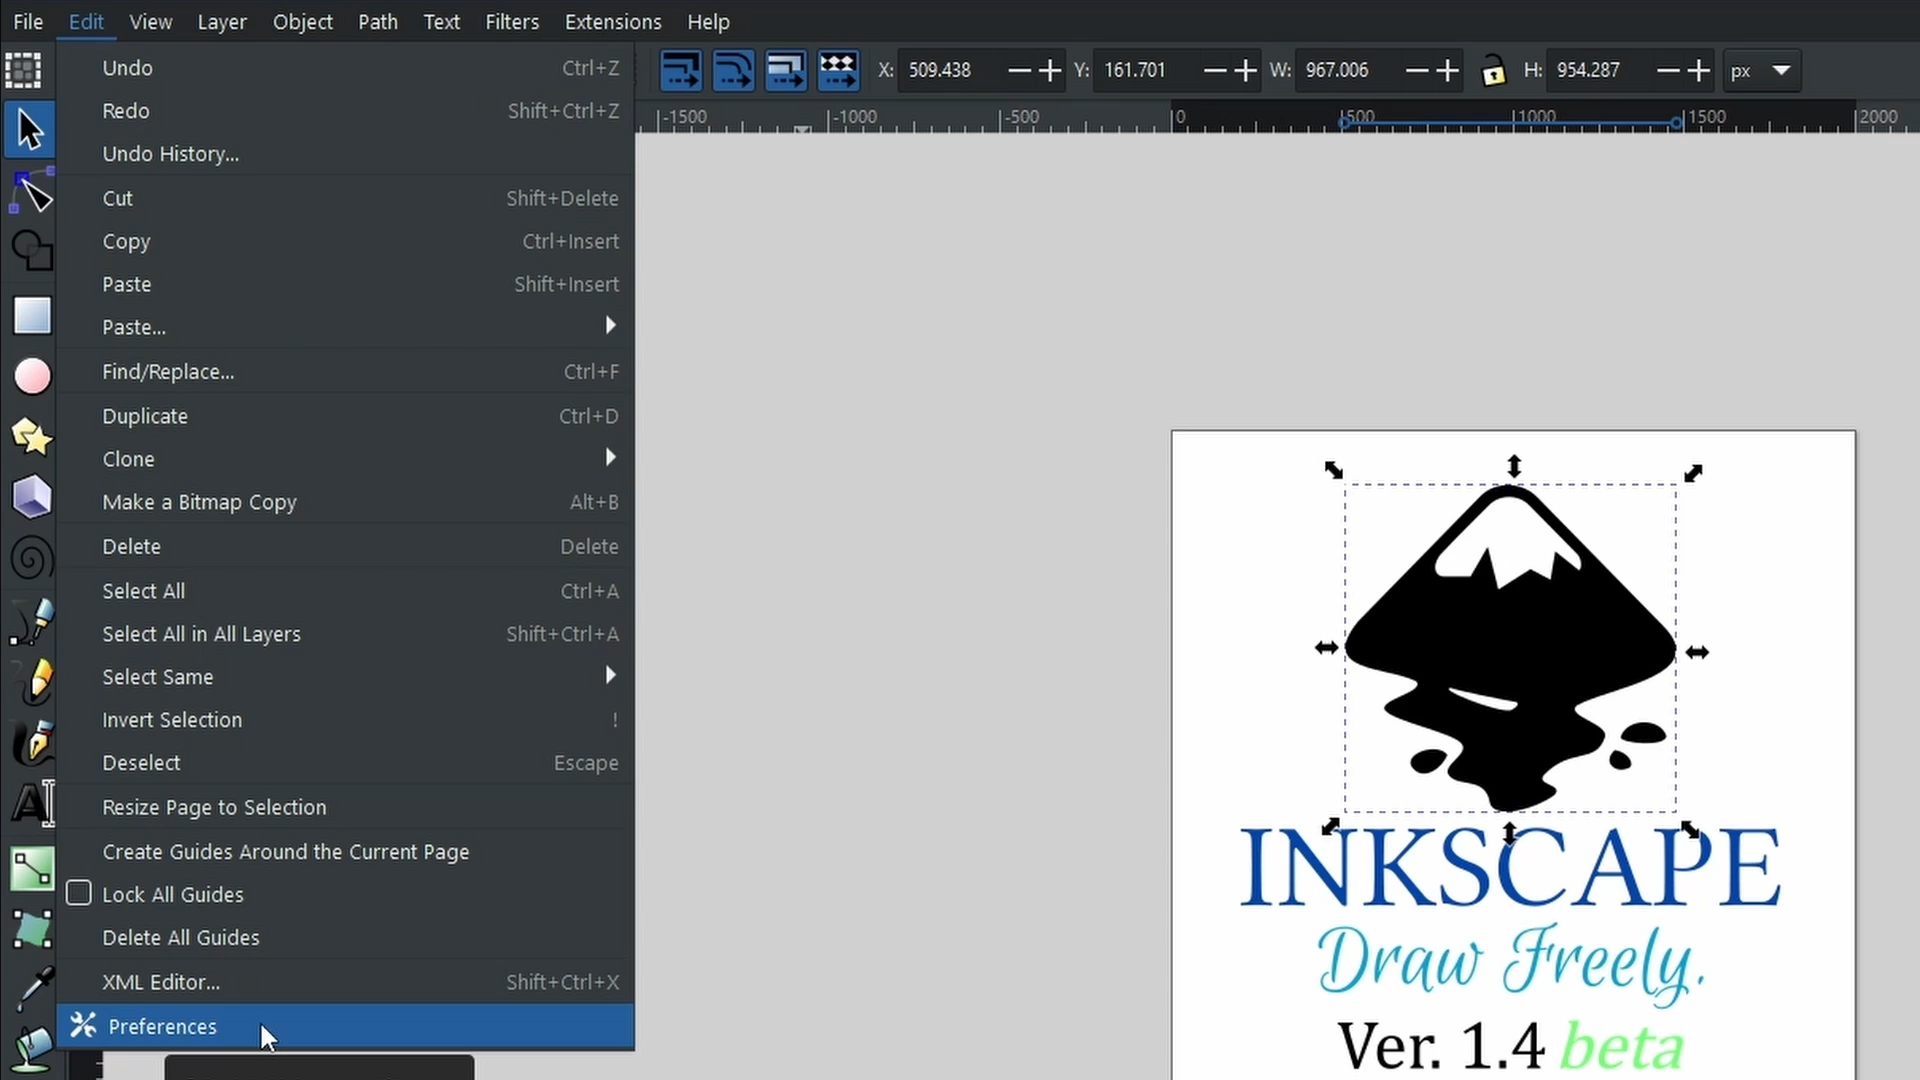 File Edit View Layer Object Path Text Filters Extensions Help
X: 509.438 Y: 161.701 W: 967.006 H: 954.287 px
-1500 -1000 -500 0 500 1000 1500 2000
Undo Ctrl+Z
Redo Shift+Ctrl+Z
Undo History...
Cut Shift+Delete
Copy Ctrl+Insert
Paste Shift+Insert
Paste...
Find/Replace... Ctrl+F
Duplicate Ctrl+D
Clone
Make a Bitmap Copy Alt+B
Delete Delete
Select All Ctrl+A
Select All in All Layers Shift+Ctrl+A
Select Same
Invert Selection !
Deselect Escape
Resize Page to Selection
Create Guides Around the Current Page
Lock All Guides
Delete All Guides
XML Editor... Shift+Ctrl+X
Preferences
INKSCAPE
Draw Freely.
Ver. 1.4 beta